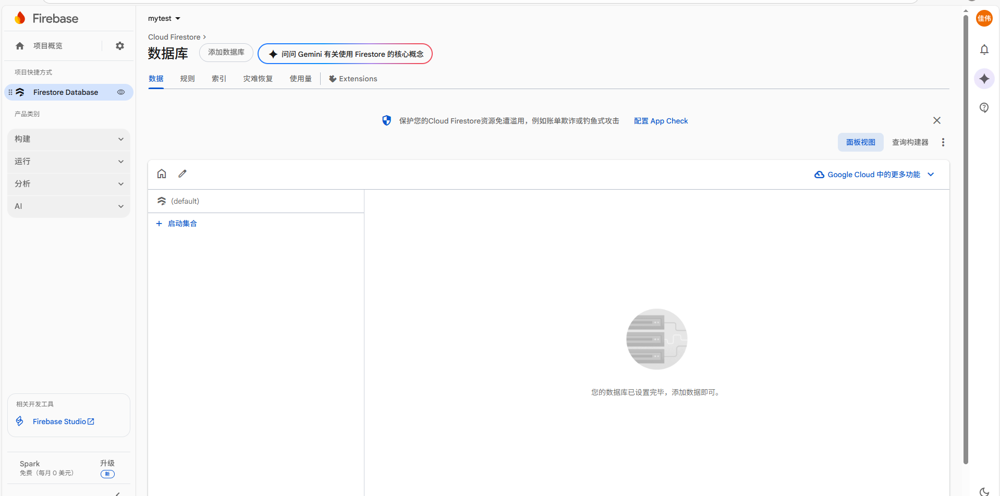 Firebase
项目概览
项目快捷方式
Firestore Database
产品类别
构建
运行
分析
AI
相关开发工具
Firebase Studio
Spark
免费（每月 0 美元）
升级
新
mytest
Cloud Firestore
数据库
添加数据库
问问 Gemini 有关使用 Firestore 的核心概念
数据
规则
索引
灾难恢复
使用量
Extensions
保护您的Cloud Firestore资源免遭滥用，例如账单欺诈或钓鱼式攻击
配置 App Check
面板视图
查询构建器
Google Cloud 中的更多功能
(default)
启动集合
您的数据库已设置完毕，添加数据即可。
佳伟